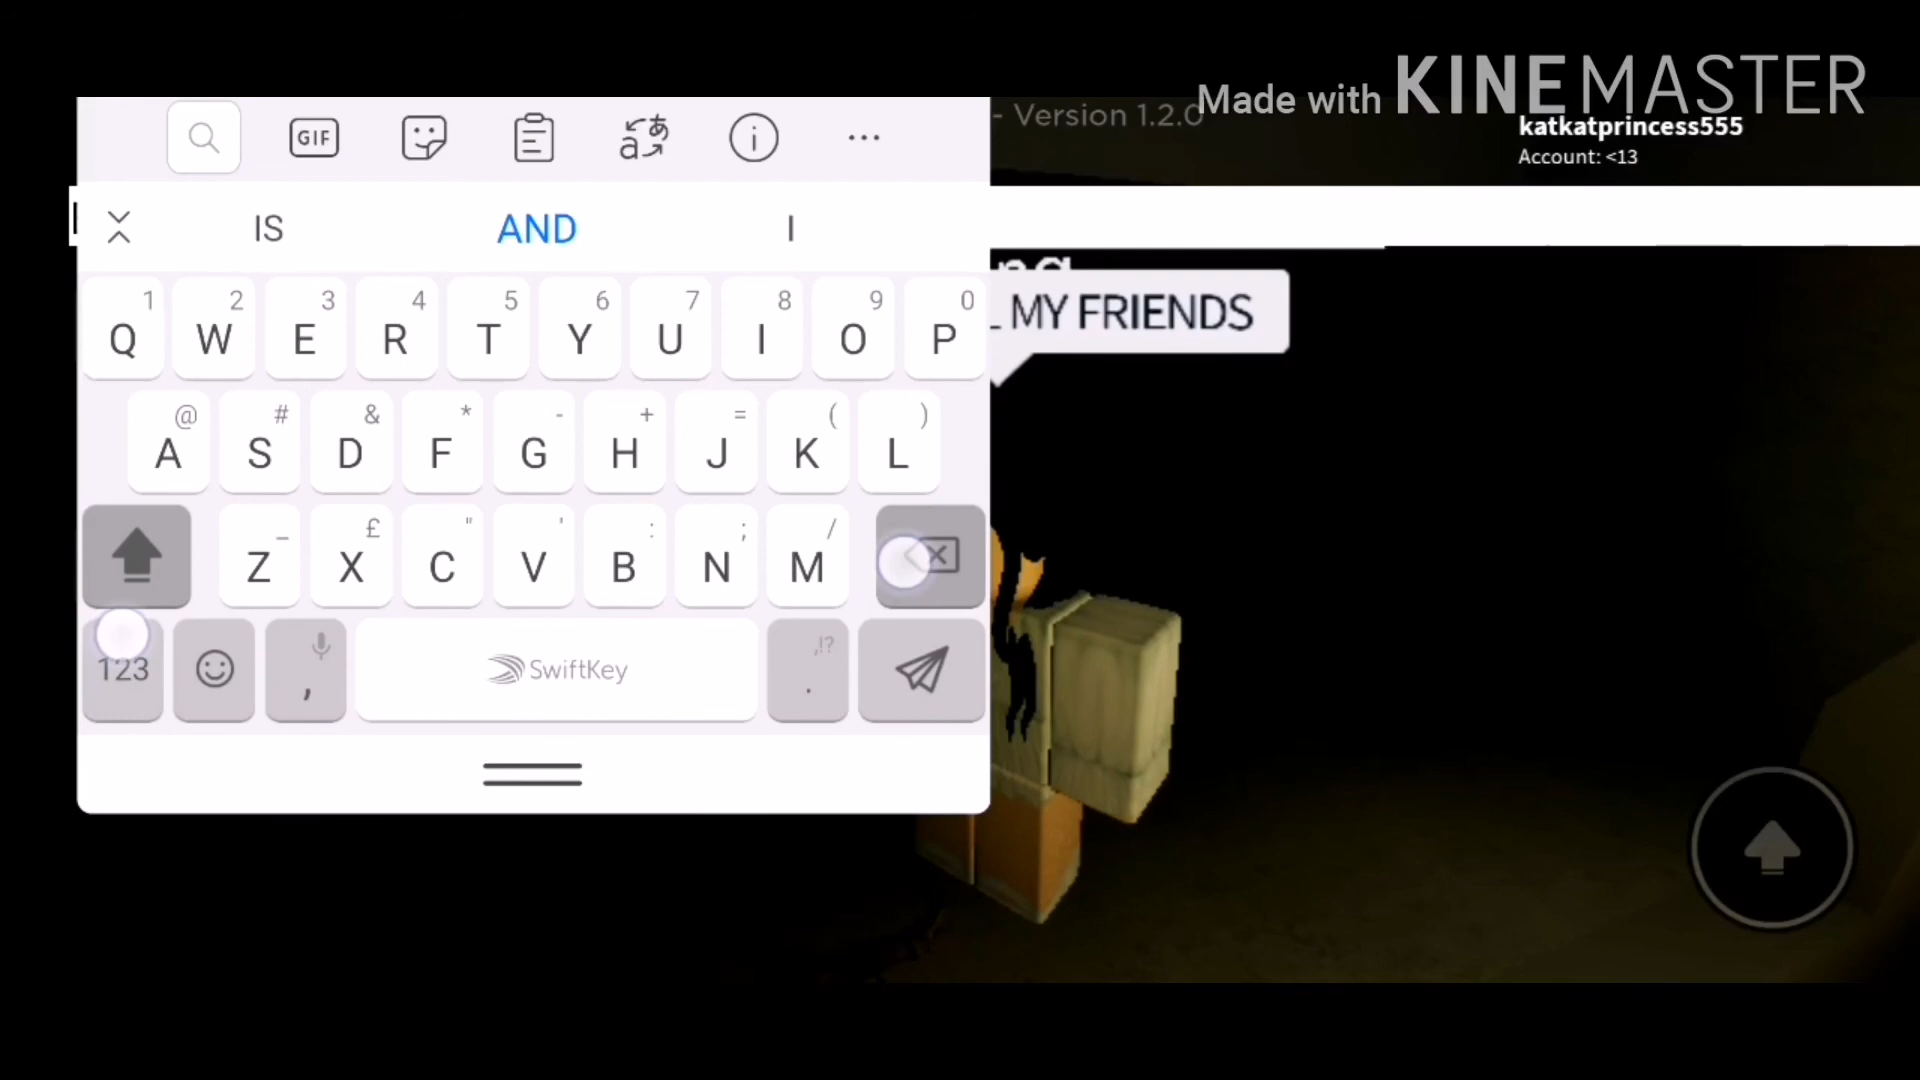 Made with KINEMASTER
- Version 1.2.0
katkatprincess555
Account: <13
GIF
IS AND I
MY FRIENDS
1 2 3 4 5 6 7 8 9 0
Q W E R T Y U I O P
@ # & * - + = ( )
A S D F G H J K L
_ £ " ' : ; /
Z X C V B N M
123 , SwiftKey ,!? .